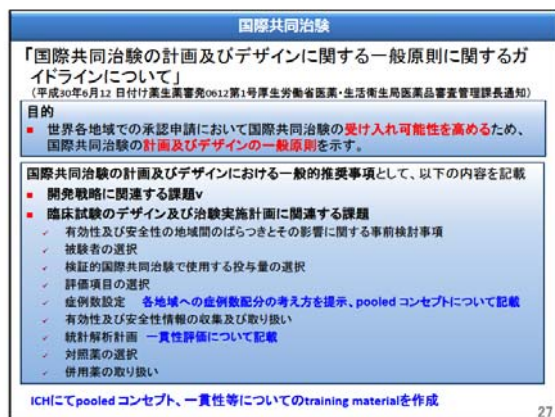 国際共同治験
「国際共同治験の計画及びデザインに関する一般原則に関するガ
イドラインについて」
(平成30年6月12 日付け薬生薬審発0612第1号厚生労働省医薬・生活衛生局医薬品審査管理課長通知)
目的
■ 世界各地域での承認申請において国際共同治験の受け入れ可能性を高めるため、
国際共同治験の計画及びデザインの一般原則を示す。
国際共同治験の計画及びデザインにおける一般的推奨事項として、以下の内容を記載
■ 開発戦略に関連する課題v
■ 臨床試験のデザイン及び治験実施計画に関連する課題
✓ 有効性及び安全性の地域間のばらつきとその影響に関する事前検討事項
✓ 被験者の選択
✓ 検証的国際共同治験で使用する投与量の選択
✓ 評価項目の選択
✓ 症例数設定 各地域への症例数配分の考え方を提示、pooled コンセプトについて記載
✓ 有効性及び安全性情報の収集及び取り扱い
✓ 統計解析計画 一貫性評価について記載
✓ 対照薬の選択
✓ 併用薬の取り扱い
ICHにてpooled コンセプト、一貫性等についてのtraining materialを作成
27